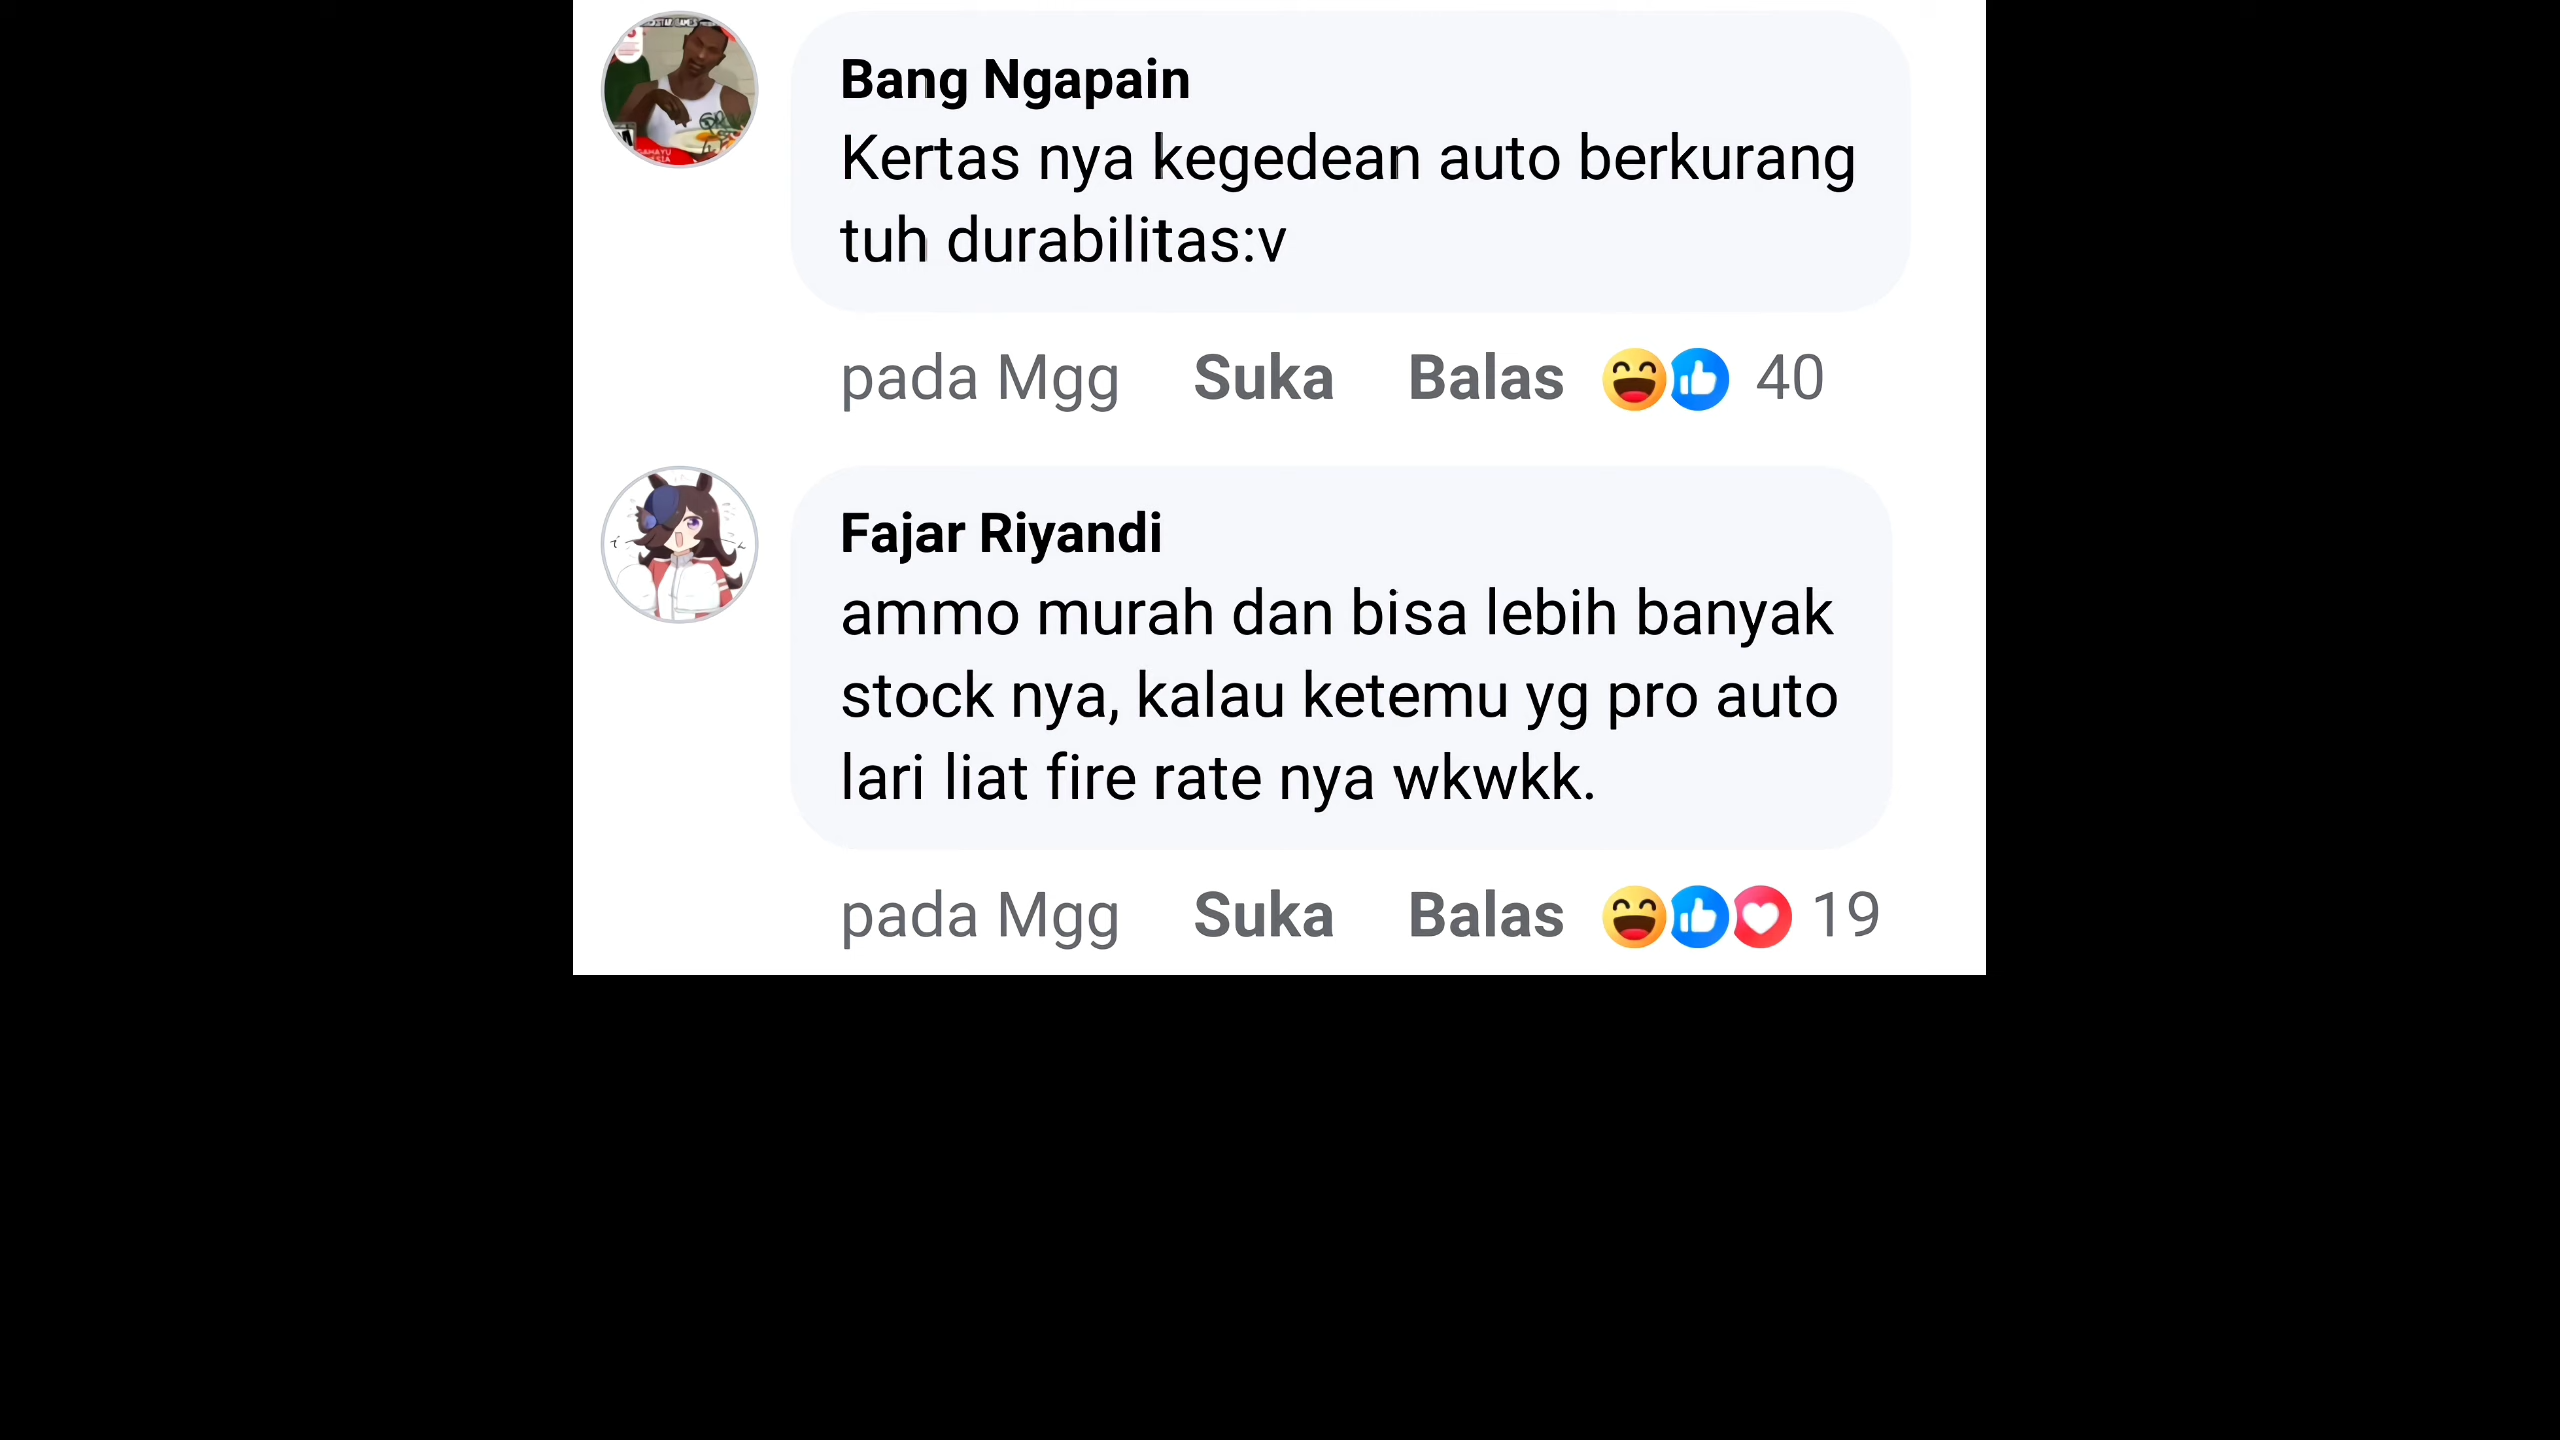 Bang Ngapain
Kertas nya kegedean auto berkurang
tuh durabilitas:v
pada Mgg Suka Balas 40
Fajar Riyandi
ammo murah dan bisa lebih banyak
stock nya, kalau ketemu yg pro auto
lari liat fire rate nya wkwkk.
pada Mgg Suka Balas 19